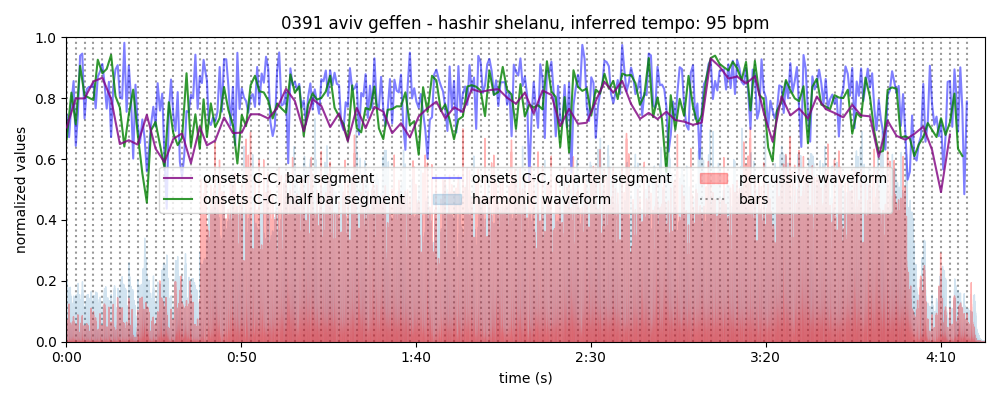 0391 aviv geffen - hashir shelanu, inferred tempo: 95 bpm
normalized values
1.0
0.8
0.6
0.4
0.2
0.0
onsets C-C, bar segment
onsets C-C, half bar segment
onsets C-C, quarter segment
harmonic waveform
percussive waveform
bars
0:00 0:50 1:40 2:30 3:20 4:10
time (s)